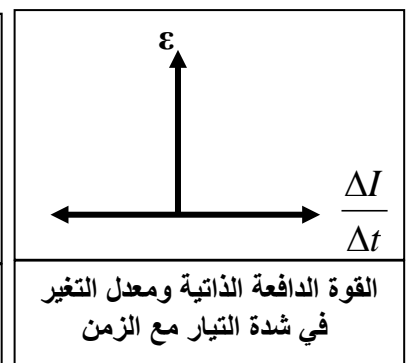 ε
ΔI
Δt
القوة الدافعة الذاتية ومعدل التغير
في شدة التيار مع الزمن